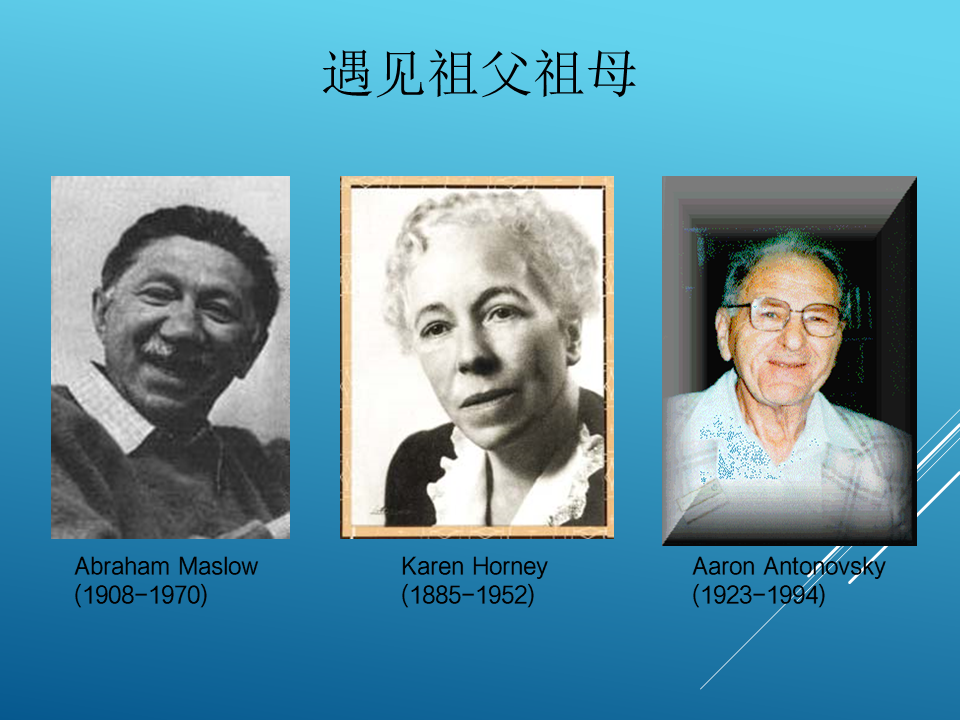 遇见祖父祖母
Abraham Maslow
(1908-1970)
Karen Horney
(1885-1952)
Aaron Antonovsky
(1923-1994)